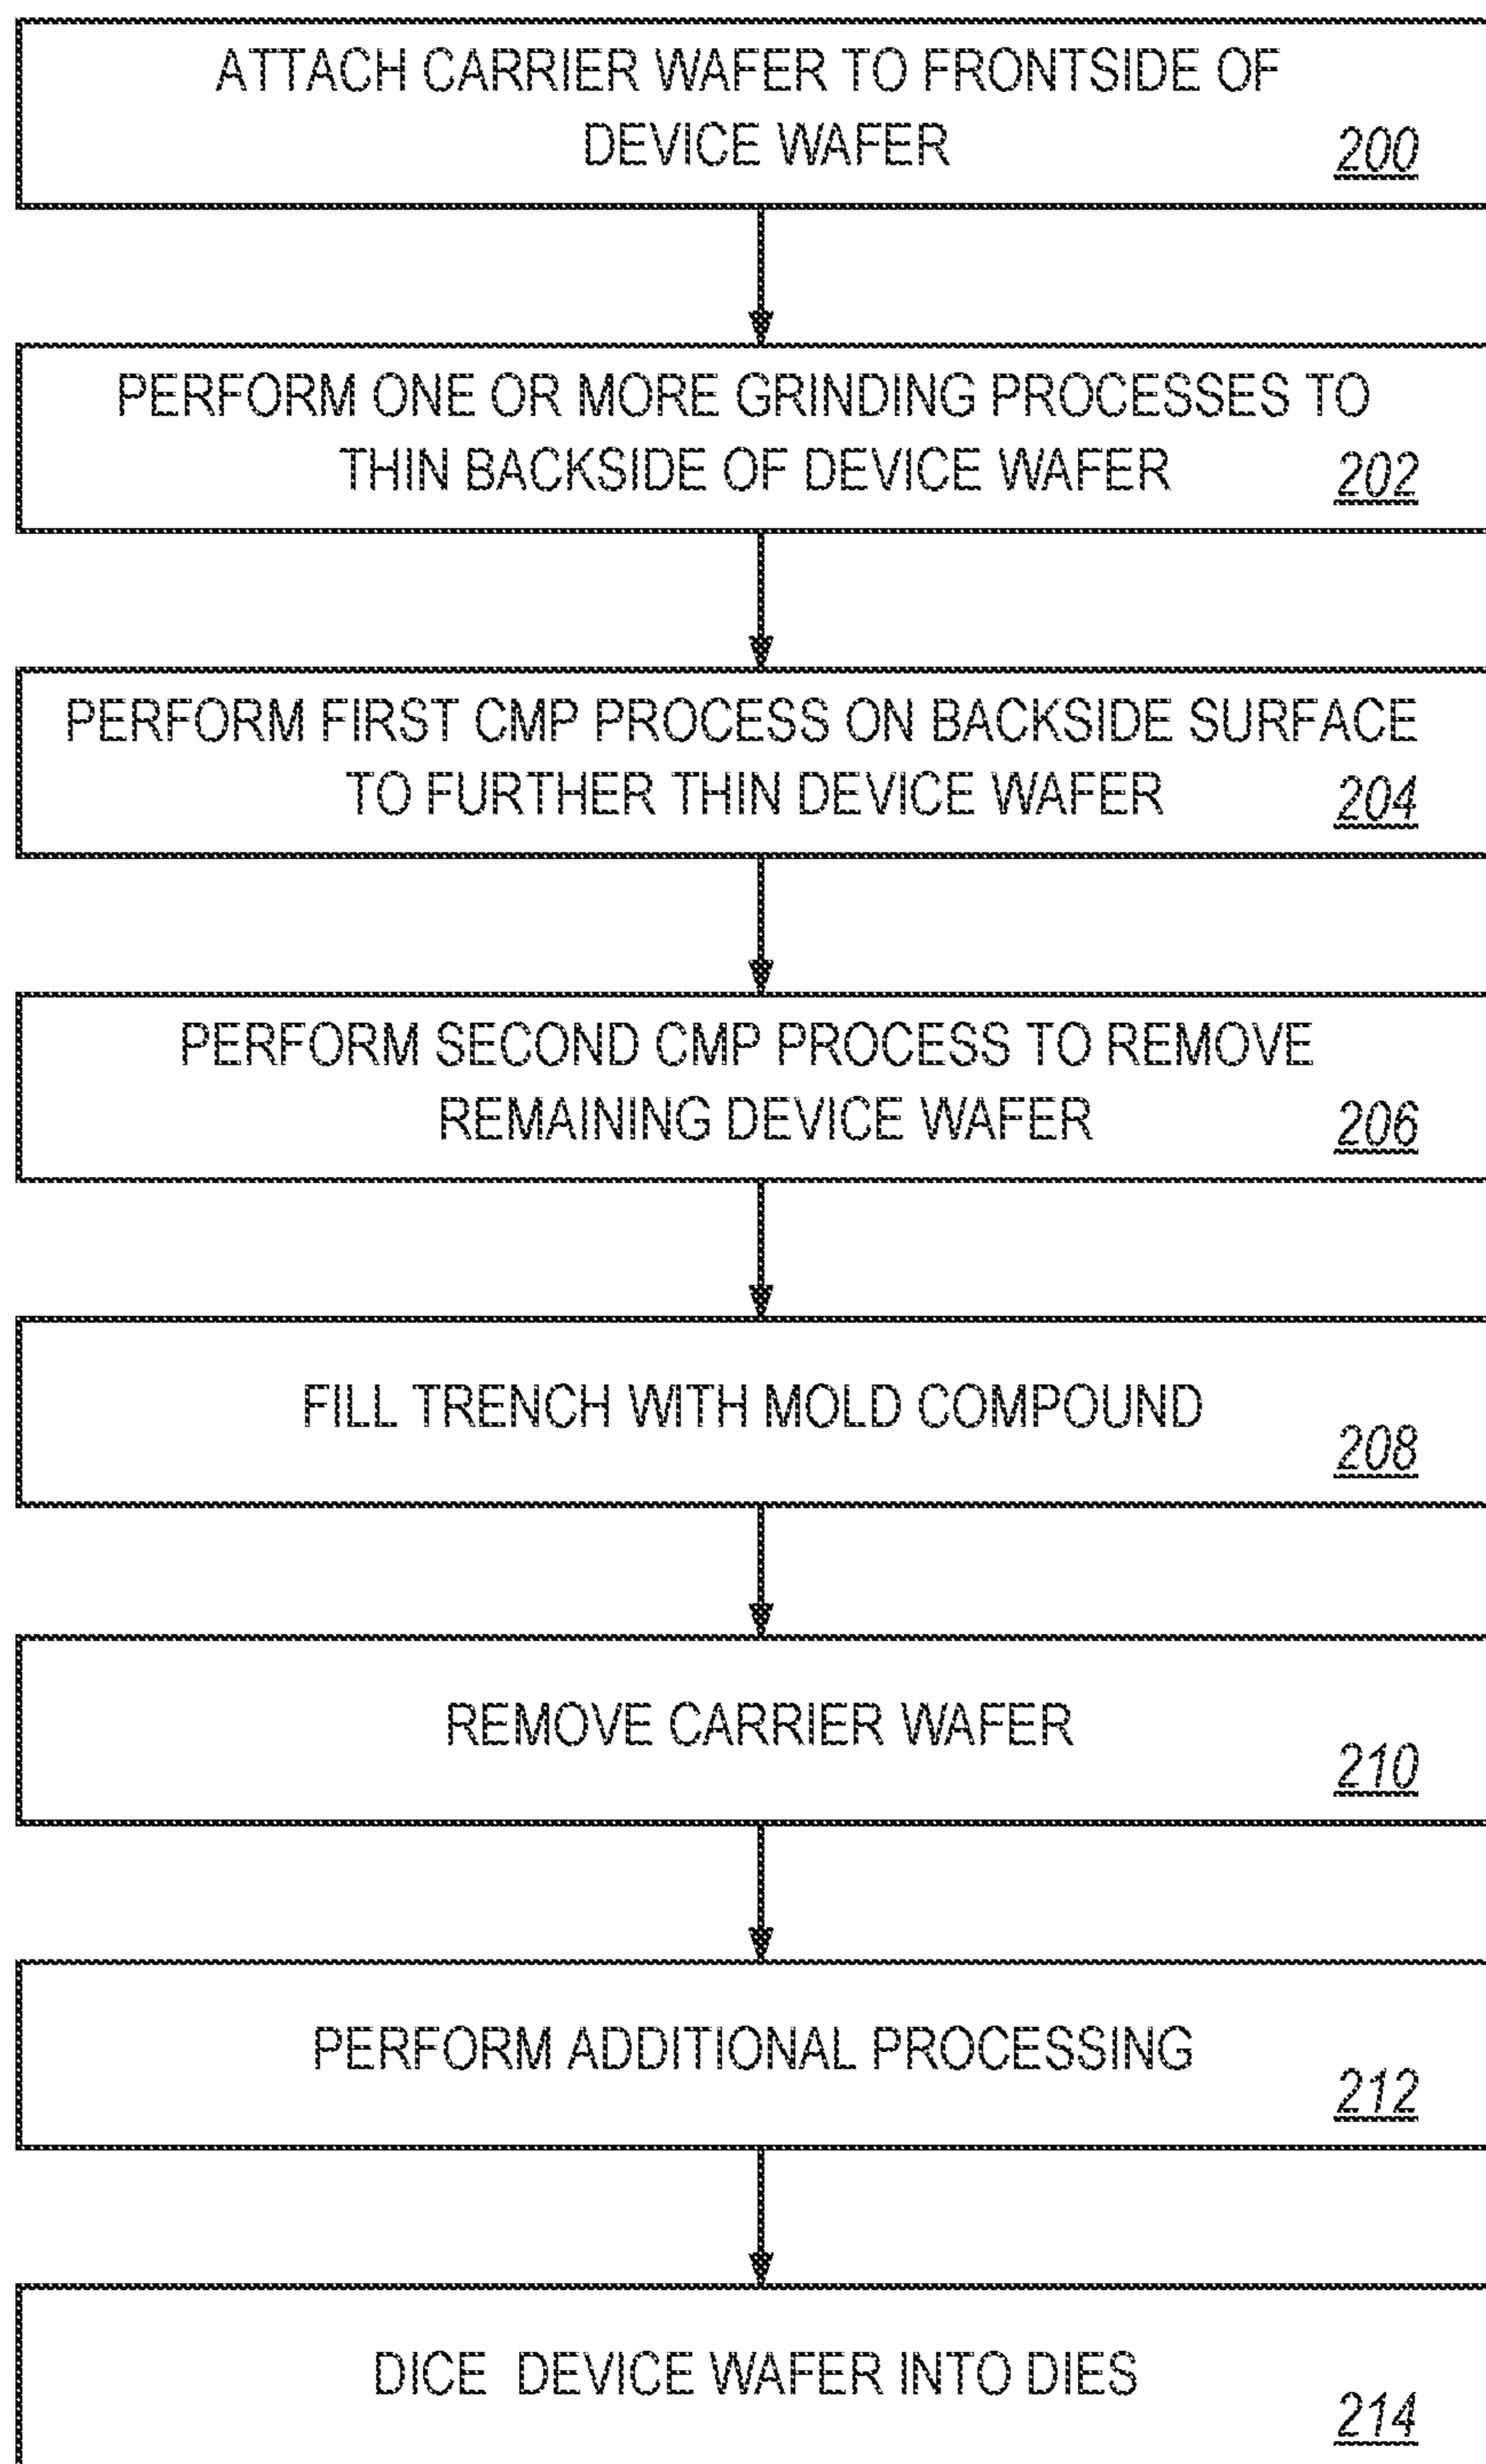 ATTACH CARRIER WAFER TO FRONTSIDE OF
DEVICE WAFER
200
PERFORM ONE OR MORE GRINDING PROCESSES TO
THIN BACKSIDE OF DEVICE WAFER
202
PERFORM FIRST CMP PROCESS ON BACKSIDE SURFACE
TO FURTHER THIN DEVICE WAFER
204
PERFORM SECOND CMP PROCESS TO REMOVE
REMAINING DEVICE WAFER
206
FILL TRENCH WITH MOLD COMPOUND
208
REMOVE CARRIER WAFER
210
PERFORM ADDITIONAL PROCESSING
212
DICE DEVICE WAFER INTO DIES
214